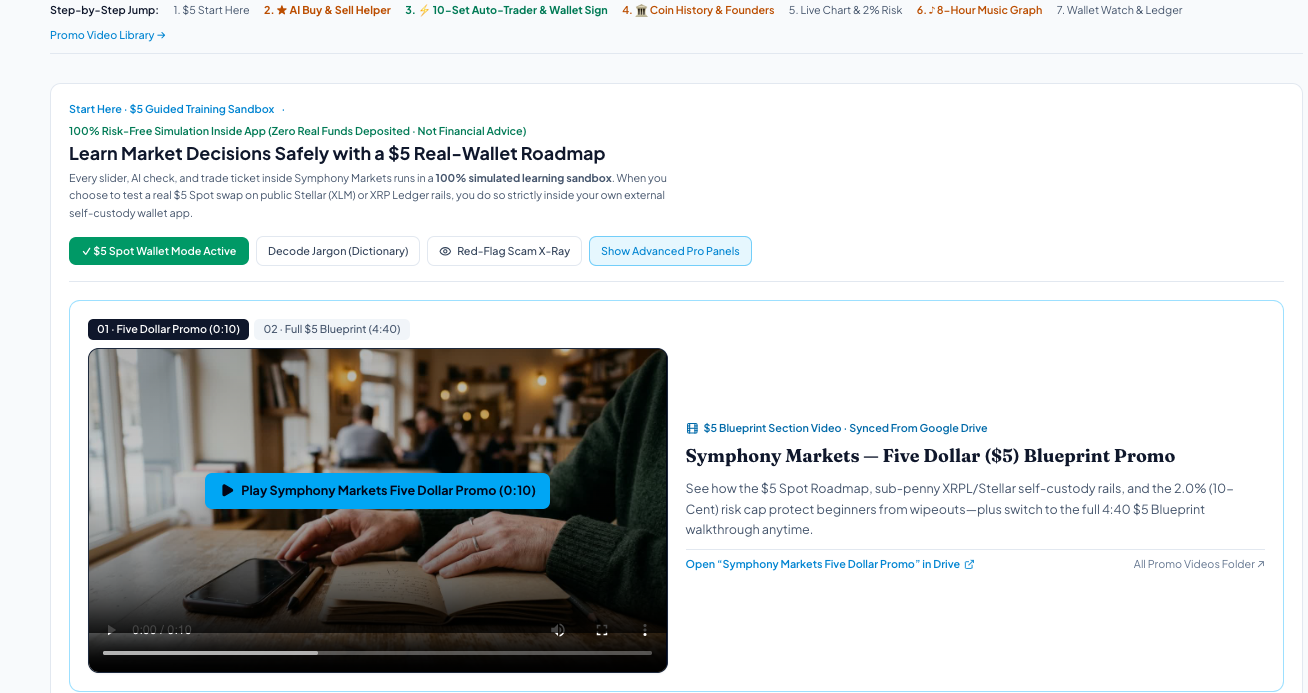 Step-by-Step Jump: 1. $5 Start Here 2. ★ AI Buy & Sell Helper 3. ⚡ 10-Set Auto-Trader & Wallet Sign 4. 🏛 Coin History & Founders 5. Live Chart & 2% Risk 6. ♪ 8-Hour Music Graph 7. Wallet Watch & Ledger
Promo Video Library →
Start Here · $5 Guided Training Sandbox ·
100% Risk-Free Simulation Inside App (Zero Real Funds Deposited · Not Financial Advice)
Learn Market Decisions Safely with a $5 Real-Wallet Roadmap
Every slider, AI check, and trade ticket inside Symphony Markets runs in a 100% simulated learning sandbox. When you
choose to test a real $5 Spot swap on public Stellar (XLM) or XRP Ledger rails, you do so strictly inside your own external
self-custody wallet app.
✓ $5 Spot Wallet Mode Active Decode Jargon (Dictionary) Red-Flag Scam X-Ray Show Advanced Pro Panels
01 · Five Dollar Promo (0:10) 02 · Full $5 Blueprint (4:40)
Play Symphony Markets Five Dollar Promo (0:10)
0:00 / 0:10
$5 Blueprint Section Video · Synced From Google Drive
Symphony Markets — Five Dollar ($5) Blueprint Promo
See how the $5 Spot Roadmap, sub-penny XRPL/Stellar self-custody rails, and the 2.0% (10-
Cent) risk cap protect beginners from wipeouts—plus switch to the full 4:40 $5 Blueprint
walkthrough anytime.
Open “Symphony Markets Five Dollar Promo” in Drive All Promo Videos Folder ↗